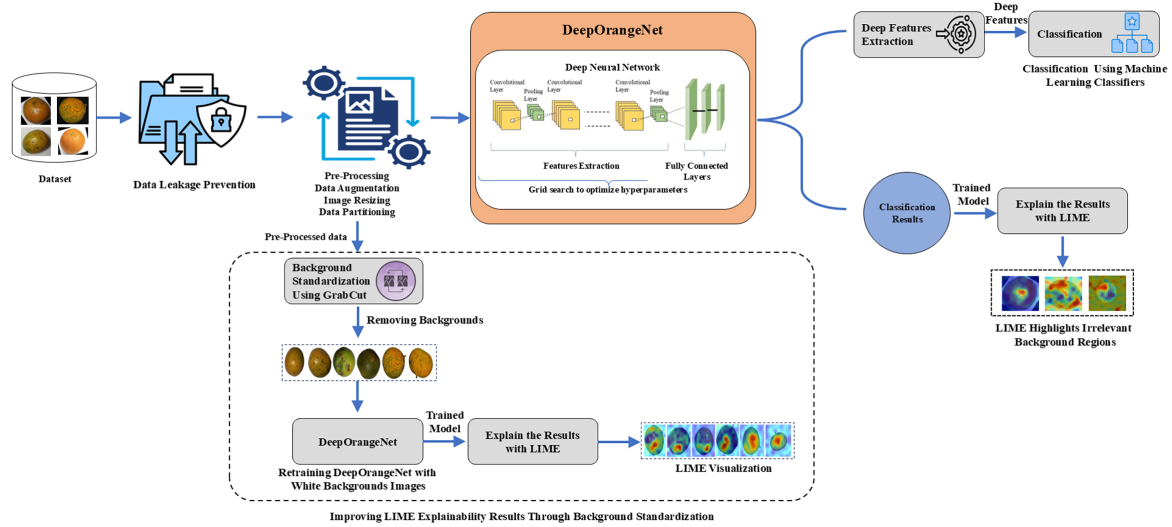 Dataset
Data Leakage Prevention
Pre-Processing
Data Augmentation
Image Resizing
Data Partitioning
DeepOrangeNet
Deep Neural Network
Convolutional
Layer
Pooling
Layer
Convolutional
Layer
Convolutional
Layer
Pooling
Layer
Features Extraction
Fully Connected
Layers
Grid search to optimize hyperparameters
Deep Features
Extraction
Deep
Features
Classification
Classification Using Machine
Learning Classifiers
Classification
Results
Trained
Model
Explain the Results
with LIME
LIME Highlights Irrelevant
Background Regions
Pre-Processed data
Background
Standardization
Using GrabCut
Removing Backgrounds
DeepOrangeNet
Retraining DeepOrangeNet with
White Backgrounds Images
Trained
Model
Explain the Results
with LIME
LIME Visualization
Improving LIME Explainability Results Through Background Standardization